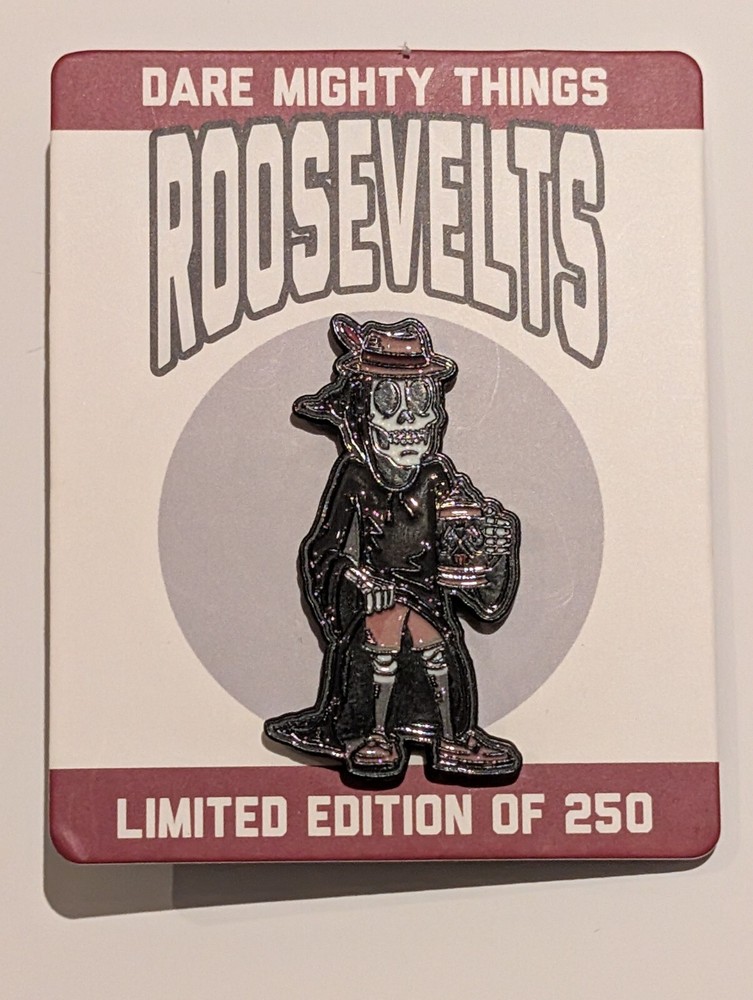 DARE MIGHTY THINGS
ROOSEVELTS
LIMITED EDITION OF 250